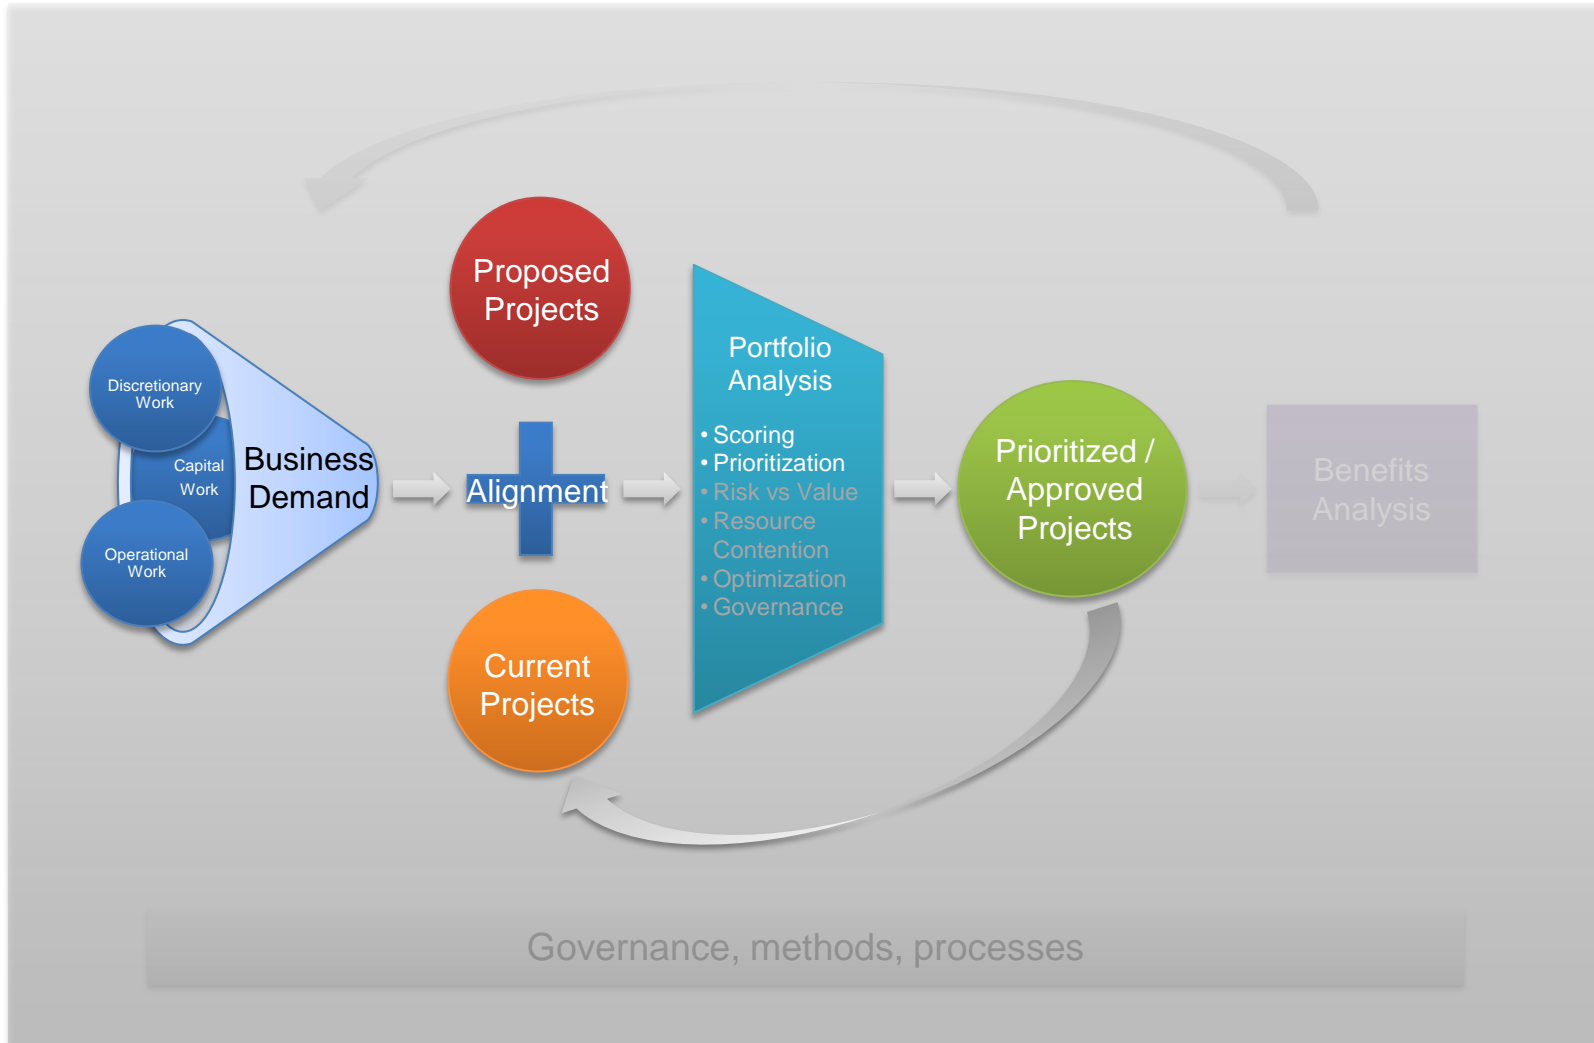 Discretionary
Work
Capital
Work
Operational
Work
Business
Demand
Proposed
Projects
Alignment
Current
Projects
Portfolio
Analysis
• Scoring
• Prioritization
• Risk vs Value
• Resource
Contention
• Optimization
• Governance
Prioritized /
Approved
Projects
Benefits
Analysis
Governance, methods, processes